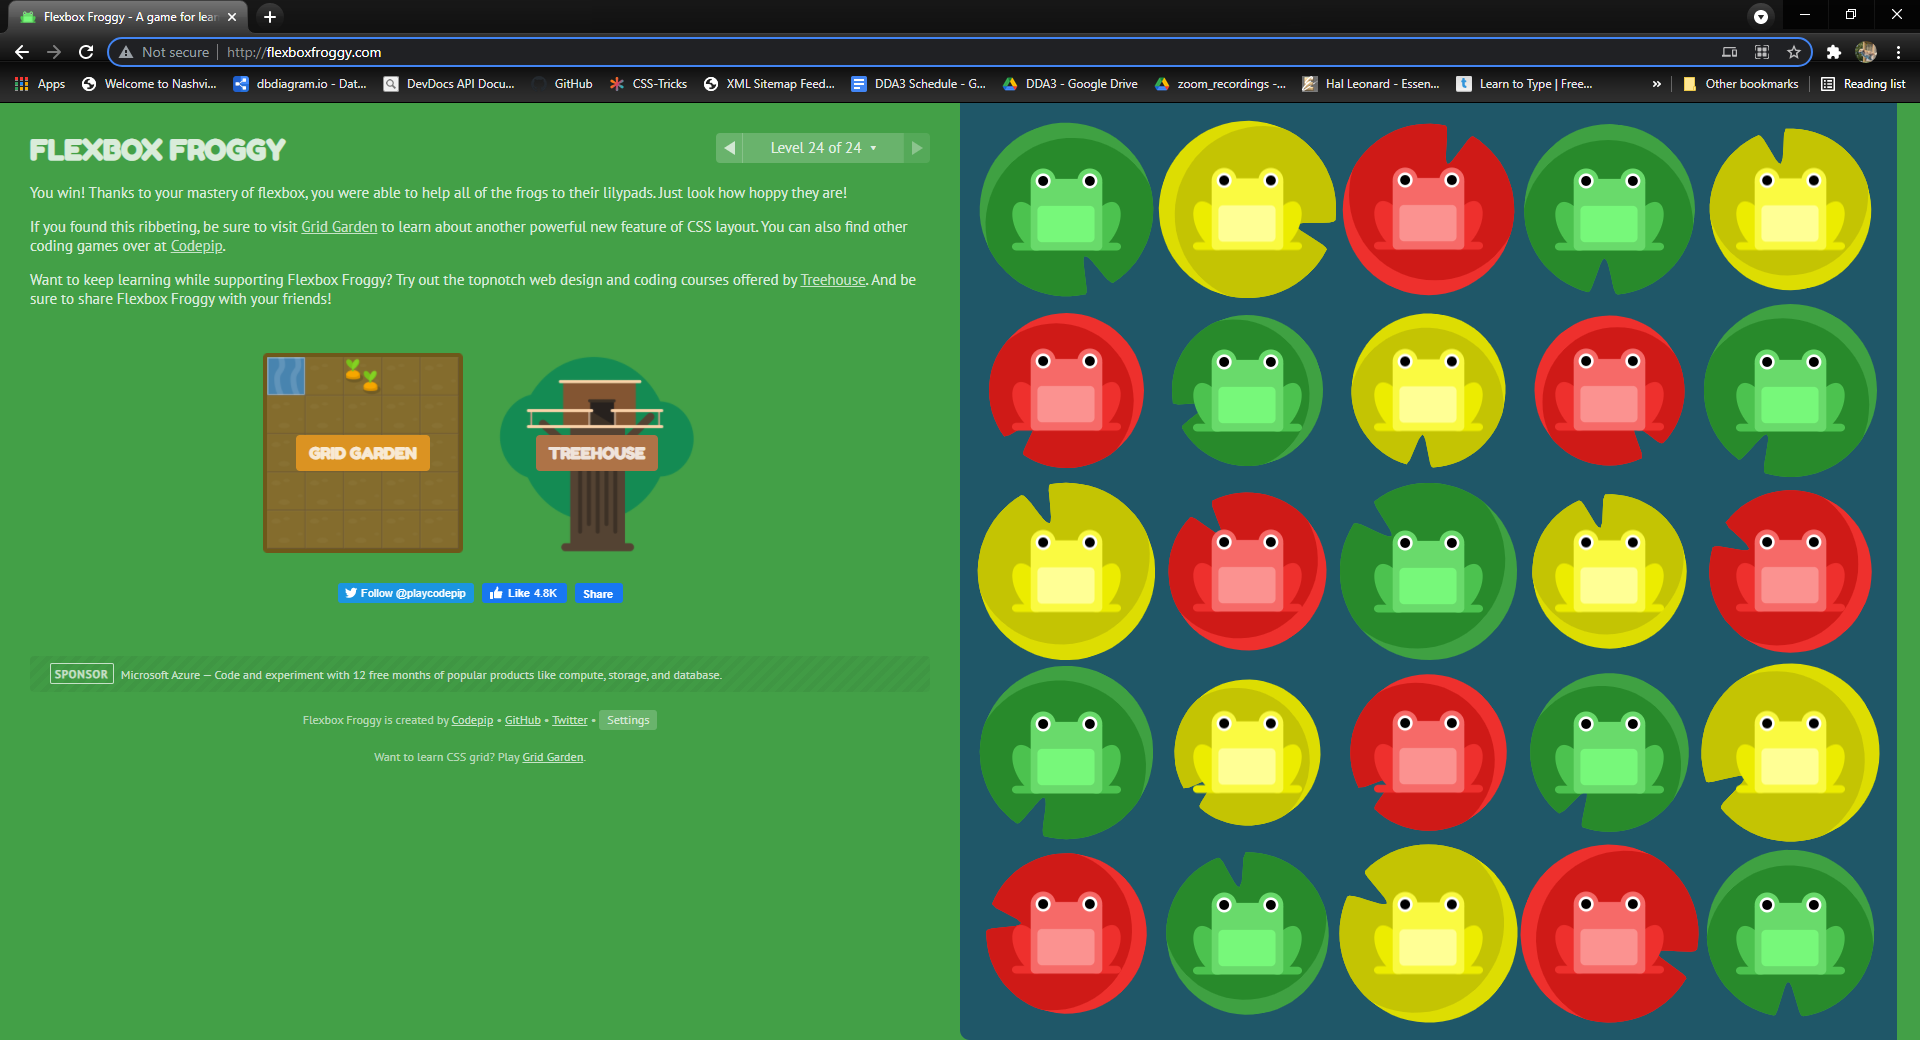 Flexbox Froggy - A game for lear
Not secure
http://flexboxfroggy.com
Apps
Welcome to Nashvi...
dbdiagram.io - Dat...
DevDocs API Docu...
GitHub
CSS-Tricks
XML Sitemap Feed...
DDA3 Schedule - G...
DDA3 - Google Drive
zoom_recordings -...
Hal Leonard - Essen...
Learn to Type | Free...
»
Other bookmarks
Reading list
FLEXBOX FROGGY
Level 24 of 24
You win! Thanks to your mastery of flexbox, you were able to help all of the frogs to their lilypads. Just look how hoppy they are!
If you found this ribbeting, be sure to visit Grid Garden to learn about another powerful new feature of CSS layout. You can also find other
coding games over at Codepip.
Want to keep learning while supporting Flexbox Froggy? Try out the topnotch web design and coding courses offered by Treehouse. And be
sure to share Flexbox Froggy with your friends!
GRID GARDEN
TREEHOUSE
Follow @playcodepip
Like 4.8K
Share
SPONSOR Microsoft Azure — Code and experiment with 12 free months of popular products like compute, storage, and database.
Flexbox Froggy is created by Codepip • GitHub • Twitter • Settings
Want to learn CSS grid? Play Grid Garden.